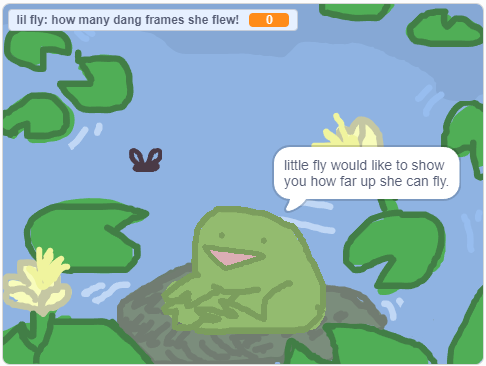 lil fly: how many dang frames she flew! 0
little fly would like to show
you how far up she can fly.